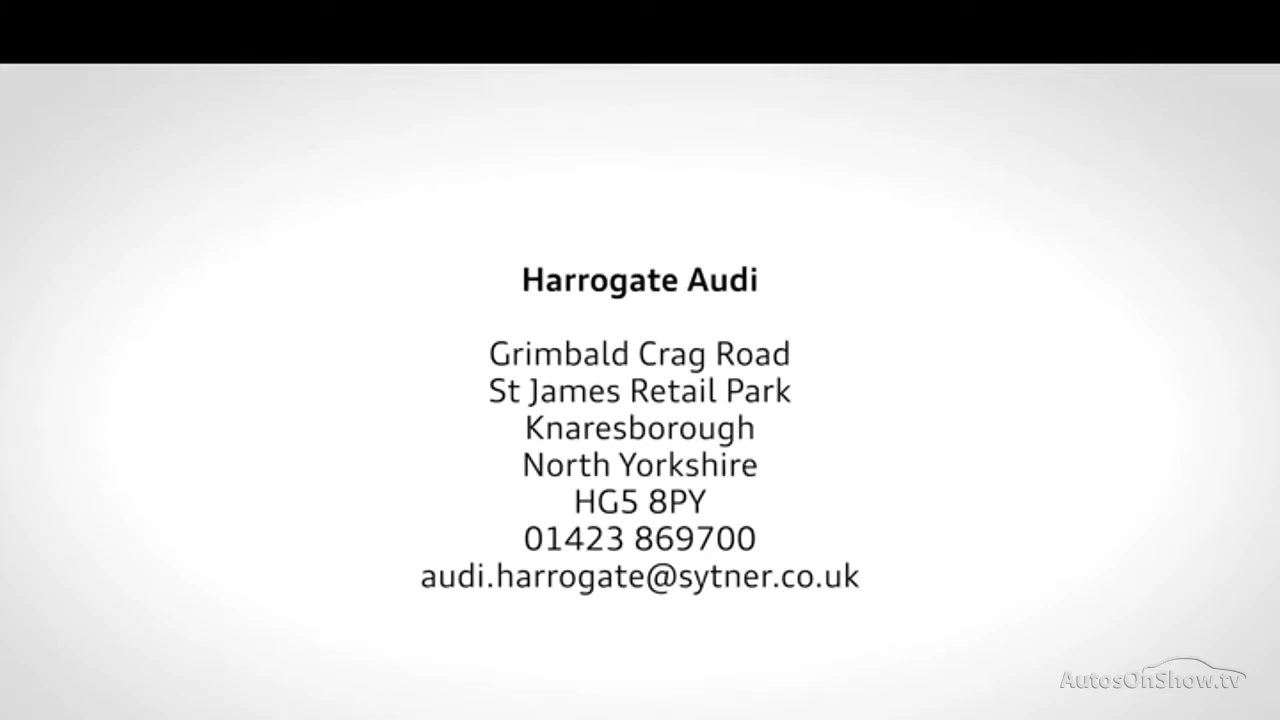 Harrogate Audi
Grimbald Crag Road
St James Retail Park
Knaresborough
North Yorkshire
HG5 8PY
01423 869700
audi.harrogate@sytner.co.uk
AutosOnShow.tv